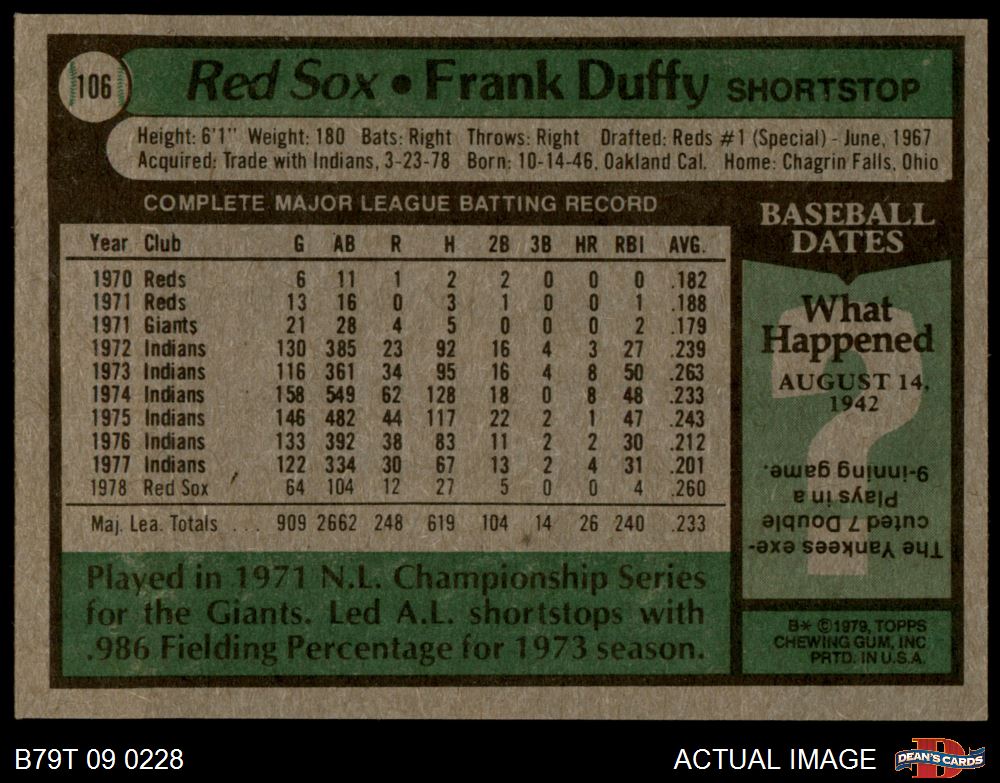 106
Red Sox • Frank Duffy SHORTSTOP
Height: 6'1" Weight: 180 Bats: Right Throws: Right Drafted: Reds #1 (Special) - June, 1967
Acquired: Trade with Indians, 3-23-78 Born: 10-14-46, Oakland Cal. Home: Chagrin Falls, Ohio
COMPLETE MAJOR LEAGUE BATTING RECORD
Year Club G AB R H 2B 3B HR RBI AVG.
1970 Reds 6 11 1 2 2 0 0 0 .182
1971 Reds 13 16 0 3 1 0 0 1 .188
1971 Giants 21 28 4 5 0 0 0 2 .179
1972 Indians 130 385 23 92 16 4 3 27 .239
1973 Indians 116 361 34 95 16 4 8 50 .263
1974 Indians 158 549 62 128 18 0 8 48 .233
1975 Indians 146 482 44 117 22 2 1 47 .243
1976 Indians 133 392 38 83 11 2 2 30 .212
1977 Indians 122 334 30 67 13 2 4 31 .201
1978 Red Sox 64 104 12 27 5 0 0 4 .260
Maj. Lea. Totals ... 909 2662 248 619 104 14 26 240 .233
Played in 1971 N.L. Championship Series
for the Giants. Led A.L. shortstops with
.986 Fielding Percentage for 1973 season.
BASEBALL
DATES
What
Happened
AUGUST 14,
1942
?
The Yankees exe-
cuted 7 Double
Plays in a
9-inning game.
B* ©1979, TOPPS
CHEWING GUM, INC
PRTD. IN U.S.A.
B79T 09 0228
ACTUAL IMAGE
D
DEAN'S CARDS